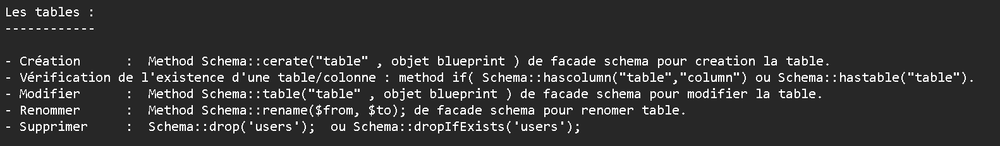 Les tables :
------------
- Création      :  Method Schema::cerate("table" , objet blueprint ) de facade schema pour creation la table.
- Vérification de l'existence d'une table/colonne : method if( Schema::hascolumn("table","column") ou Schema::hastable("table").
- Modifier      :  Method Schema::table("table" , objet blueprint ) de facade schema pour modifier la table.
- Renommer      :  Method Schema::rename($from, $to); de facade schema pour renomer table.
- Supprimer     :  Schema::drop('users');  ou Schema::dropIfExists('users');